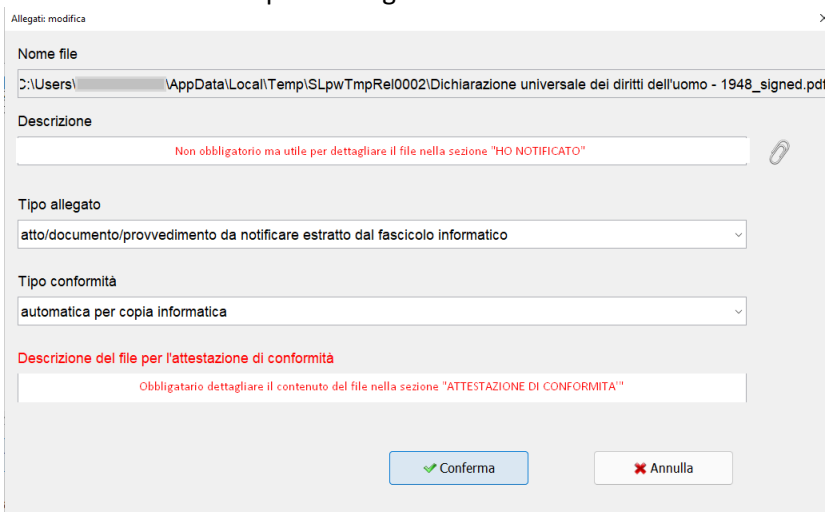 Allegati: modifica
Nome file
C:\Users\ \AppData\Local\Temp\SLpwTmpRel0002\Dichiarazione universale dei diritti dell'uomo - 1948_signed.pdf
Descrizione
Non obbligatorio ma utile per dettagliare il file nella sezione "HO NOTIFICATO"
Tipo allegato
atto/documento/provvedimento da notificare estratto dal fascicolo informatico
Tipo conformità
automatica per copia informatica
Descrizione del file per l'attestazione di conformità
Obbligatario dettagliare il contenuto del file nella sezione "ATTESTAZIONE DI CONFORMITA'"
Conferma
Annulla